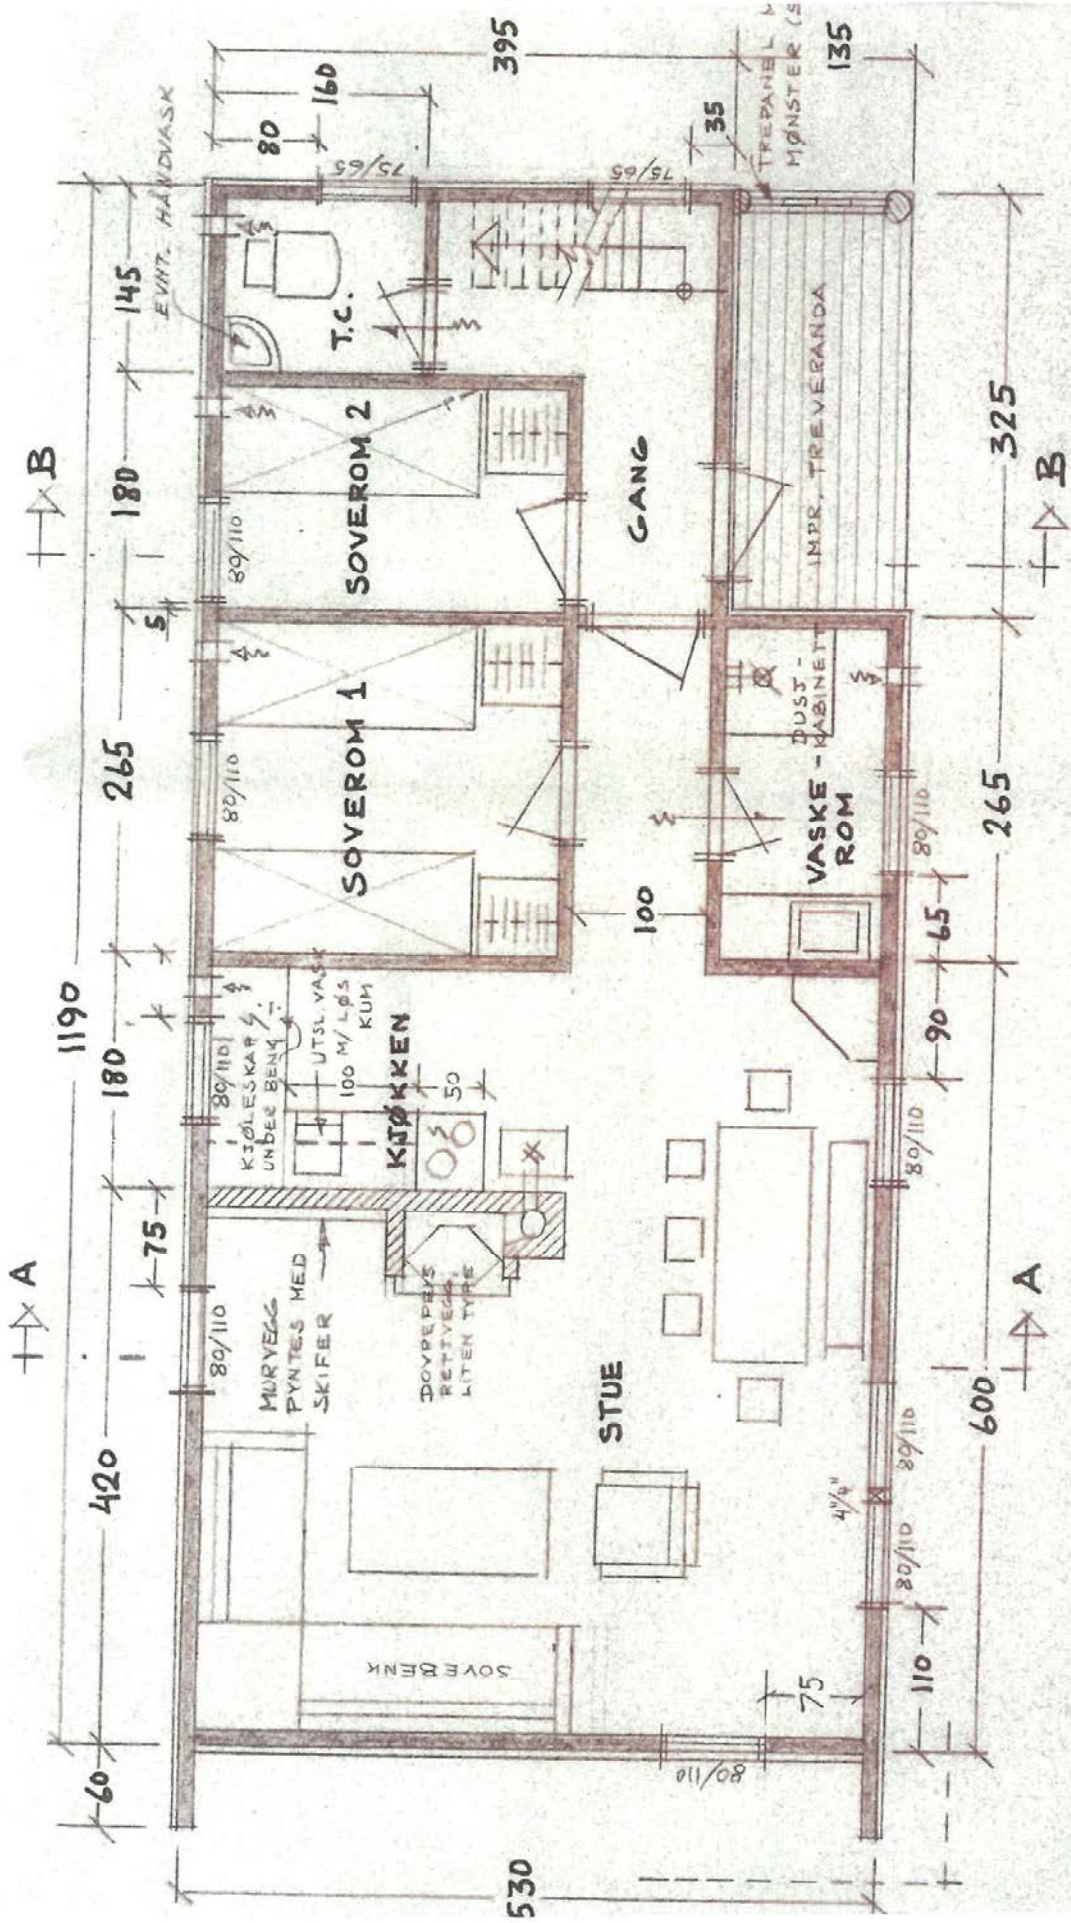 A
B
1190
60
420
180
265
180
145
75
5
EVNT. HÅNDVASK
80
160
395
35
135
TREPANEL M
MØNSTER (S
530
80/110
80/110
80/110
80/110
75/65
75/65
MURVEGG
PYNTES MED
SKIFER
KJØLESKAP
UNDER BENK
UTSL. VASK
100 M/ LØS
KUM
50
KJØKKEN
DOVREPEIS
RETTVEGG,
LITEN TYPE
SOVEROM 1
SOVEROM 2
T.C.
GANG
100
STUE
SOVEBENK
VASKE-
ROM
DUSJ-
KABINETT
IMPR. TREVERANDA
80/110
75
80/110
4"/4"
80/110
80/110
80/110
110
90
65
600
265
325
A
B